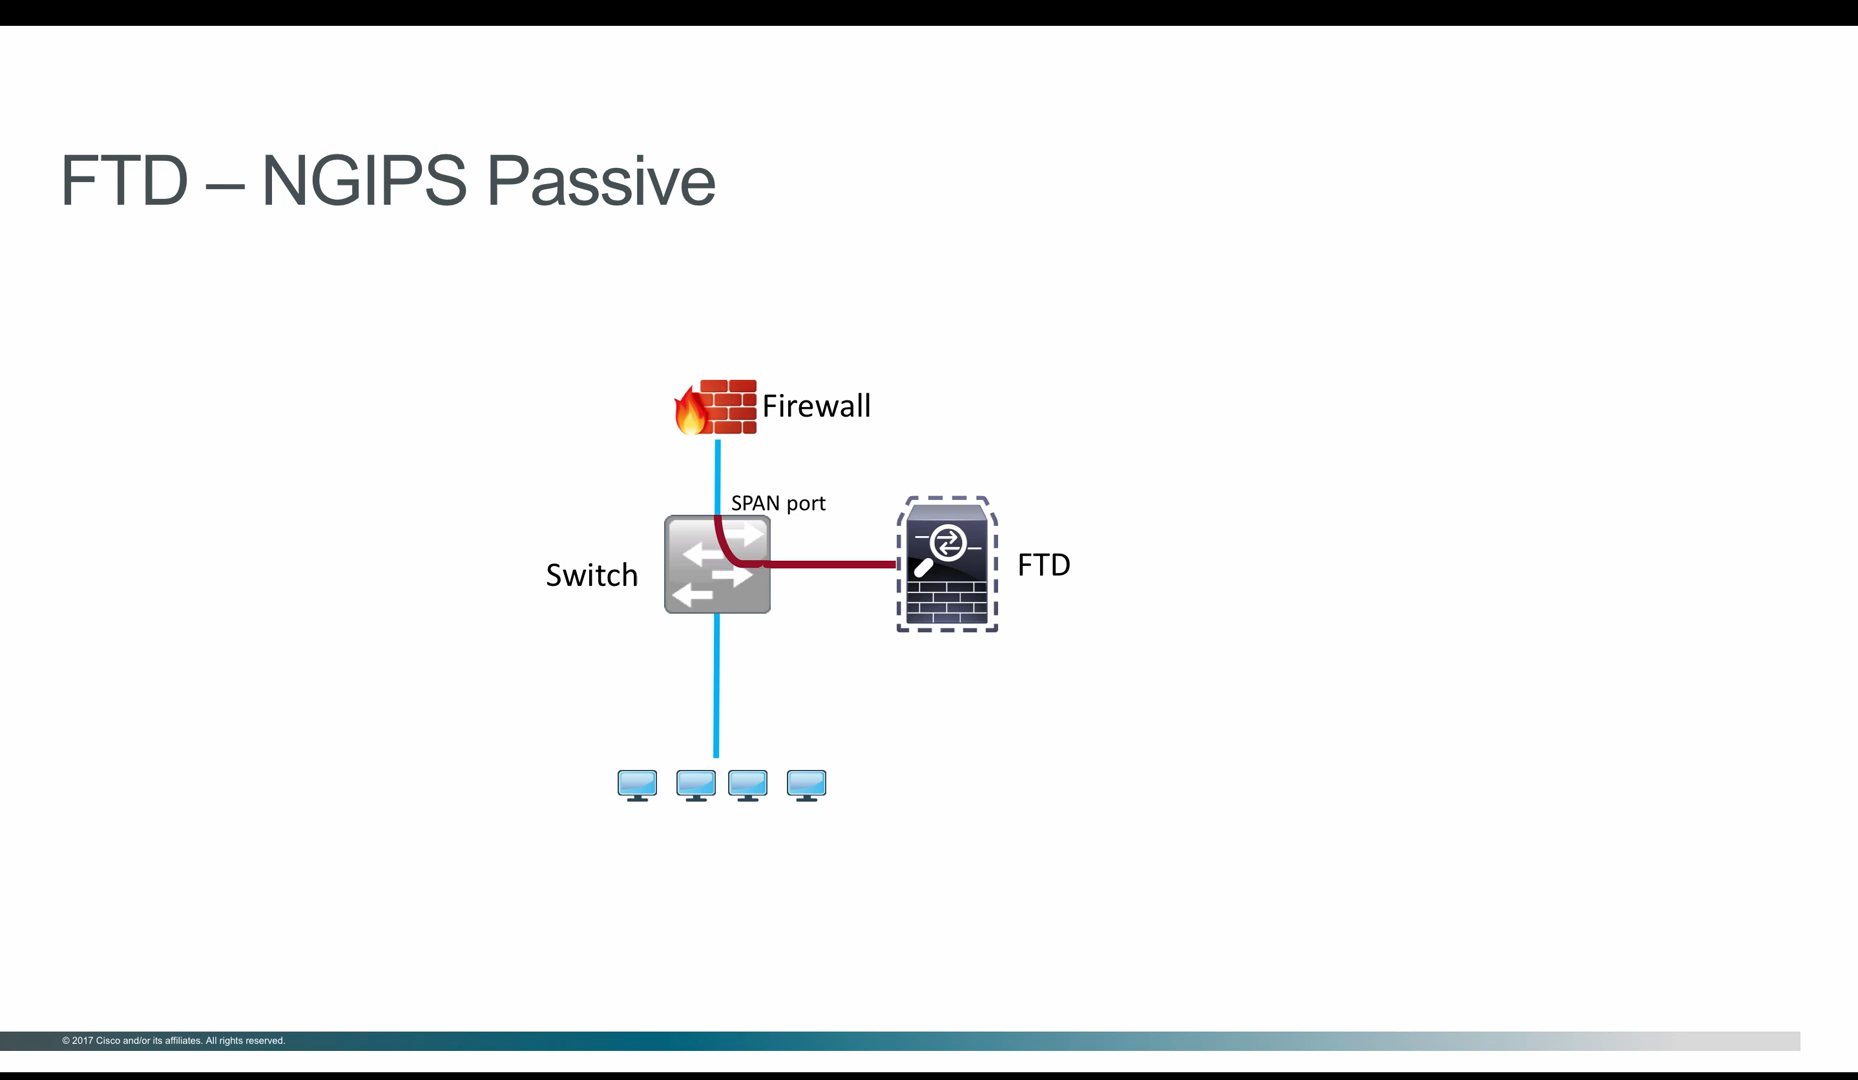 FTD – NGIPS Passive
Firewall
SPAN port
Switch
FTD
© 2017 Cisco and/or its affiliates. All rights reserved.